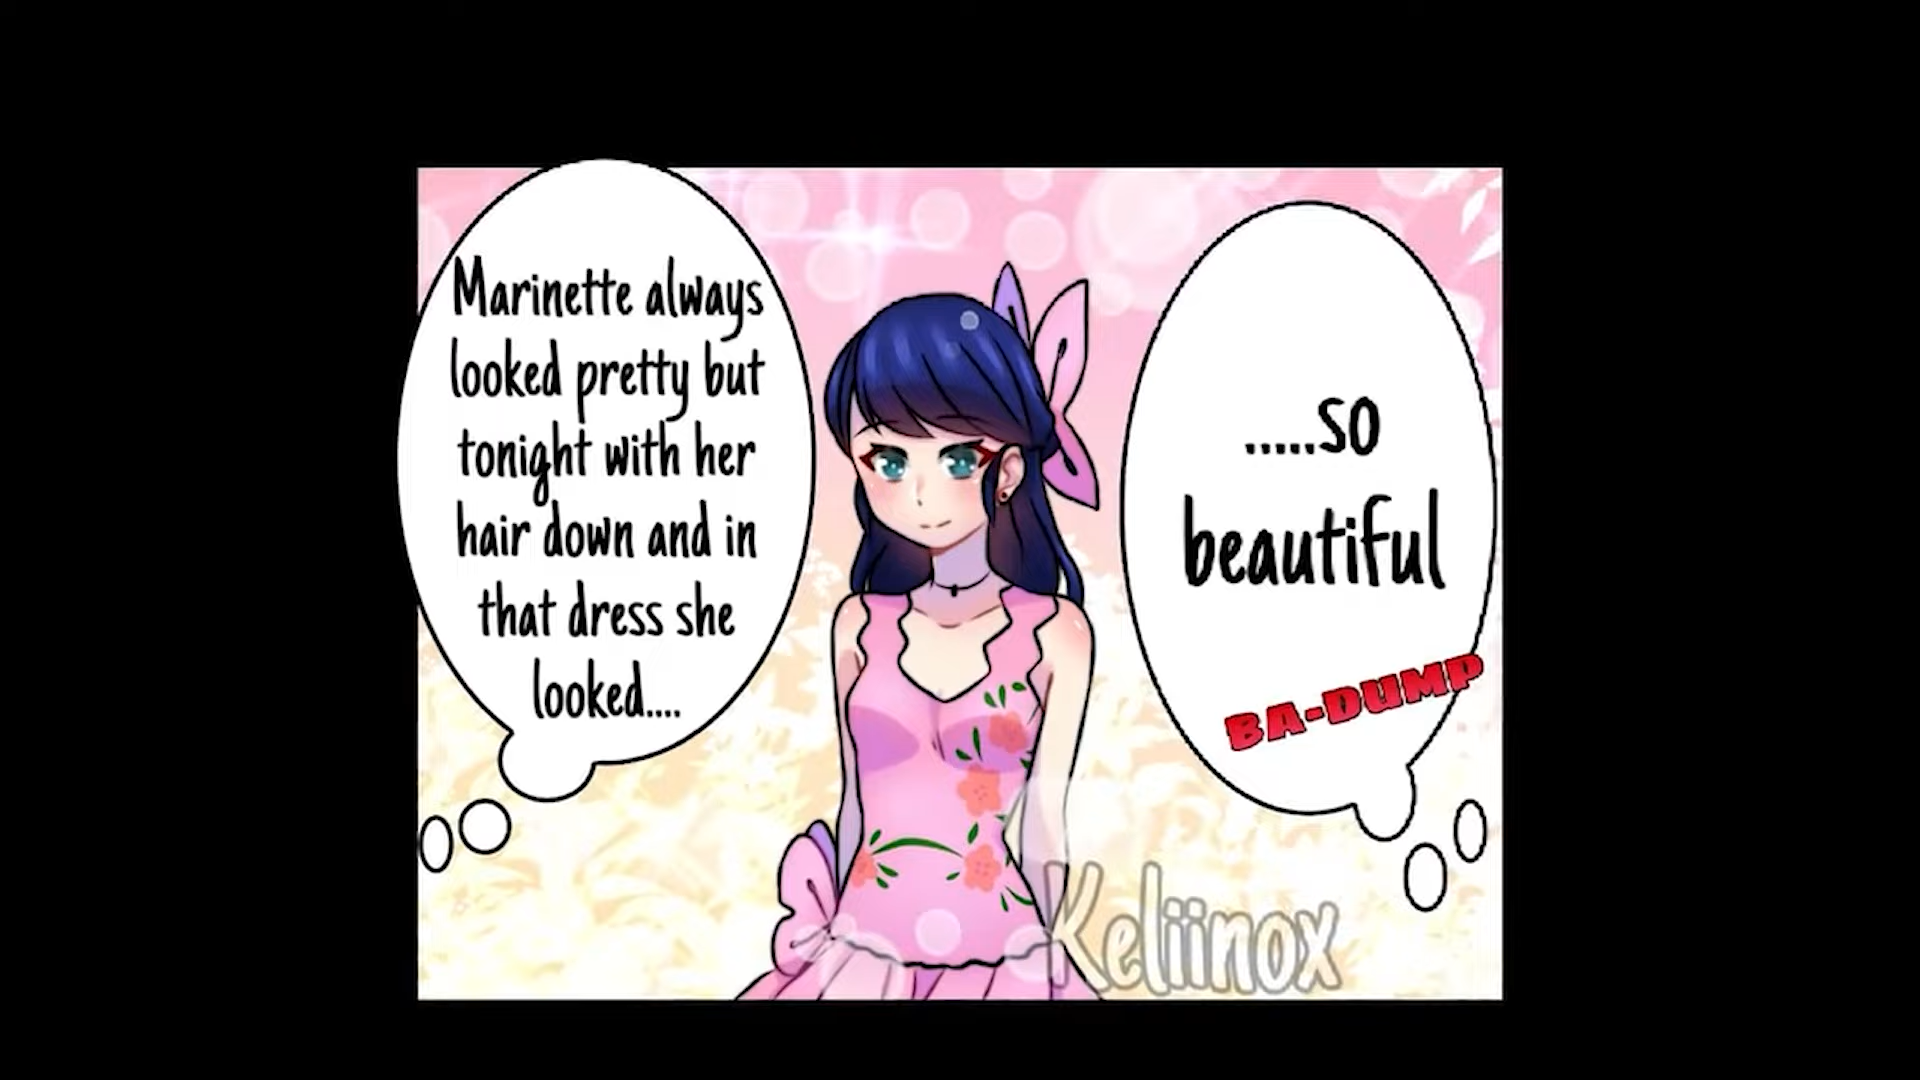 Marinette always
looked pretty but
tonight with her
hair down and in
that dress she
looked....
.....so
beautiful
BA-DUMP
Keliinox